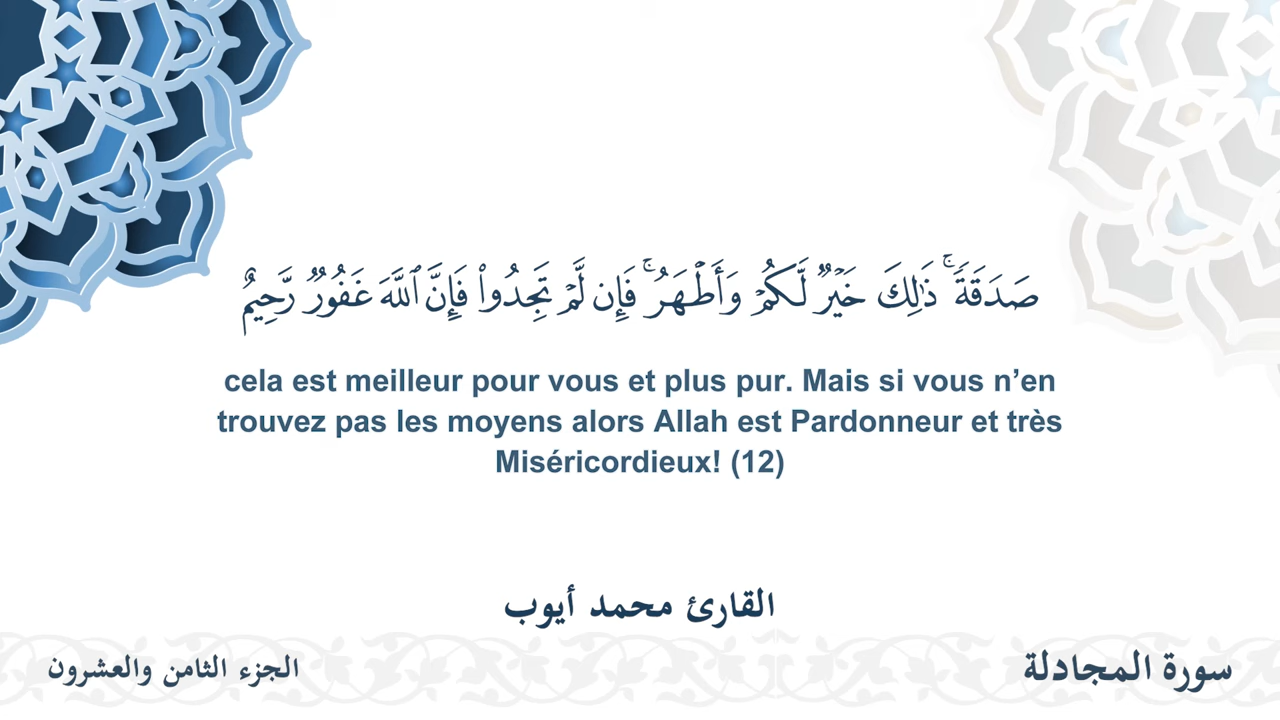 صَدَقَةً ۚ ذَٰلِكَ خَيْرٌ لَّكُمْ وَأَطْهَرُ ۚ فَإِن لَّمْ تَجِدُوا۟ فَإِنَّ ٱللَّهَ غَفُورٌ رَّحِيمٌ
cela est meilleur pour vous et plus pur. Mais si vous n’en
trouvez pas les moyens alors Allah est Pardonneur et très
Miséricordieux! (12)
القارئ محمد أيوب
سورة المجادلة
الجزء الثامن والعشرون